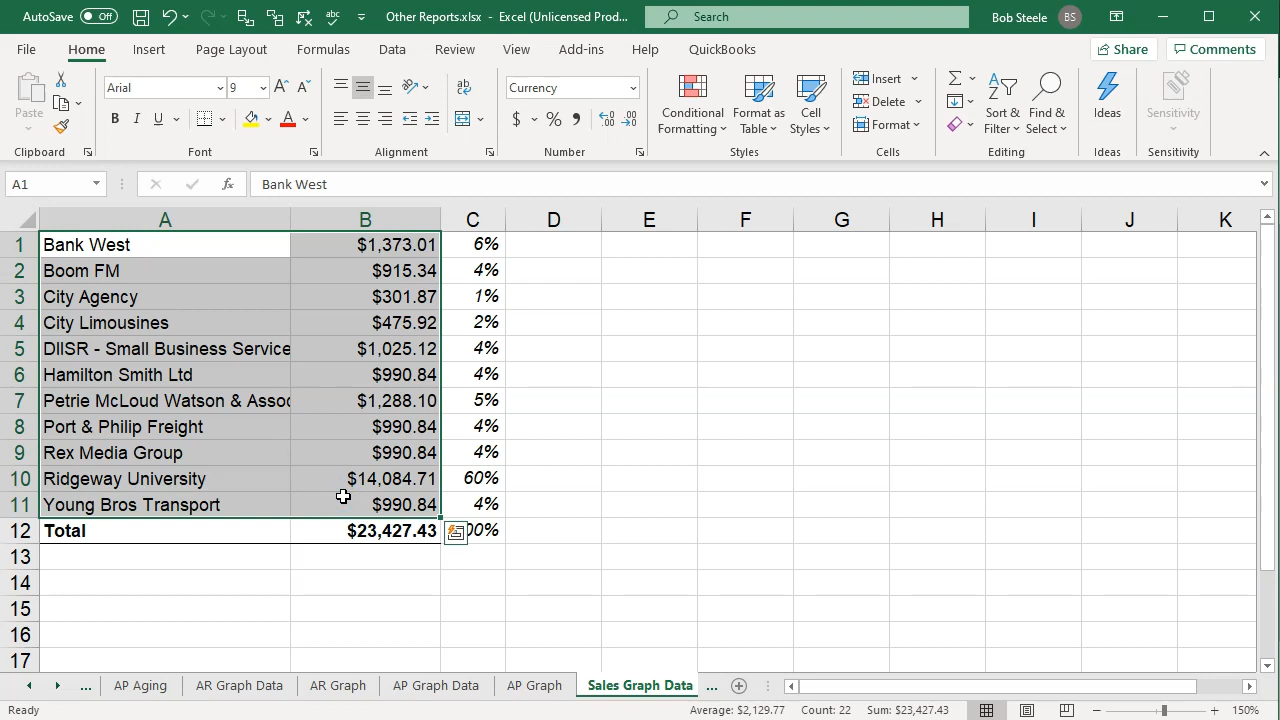 AutoSave Off Other Reports.xlsx - Excel (Unlicensed Prod... Search Bob Steele BS
File Home Insert Page Layout Formulas Data Review View Add-ins Help QuickBooks Share Comments
Paste Arial 9 Currency Conditional Formatting Format as Table Cell Styles Insert Delete Format Sort & Filter Find & Select Ideas Sensitivity
Clipboard Font Alignment Number Styles Cells Editing Ideas Sensitivity
A1 fx Bank West
A B C D E F G H I J K
1 Bank West $1,373.01 6%
2 Boom FM $915.34 4%
3 City Agency $301.87 1%
4 City Limousines $475.92 2%
5 DIISR - Small Business Service $1,025.12 4%
6 Hamilton Smith Ltd $990.84 4%
7 Petrie McLoud Watson & Assoc $1,288.10 5%
8 Port & Philip Freight $990.84 4%
9 Rex Media Group $990.84 4%
10 Ridgeway University $14,084.71 60%
11 Young Bros Transport $990.84 4%
12 Total $23,427.43 00%
13
14
15
16
17
... AP Aging AR Graph Data AR Graph AP Graph Data AP Graph Sales Graph Data ...
Ready Average: $2,129.77 Count: 22 Sum: $23,427.43 150%